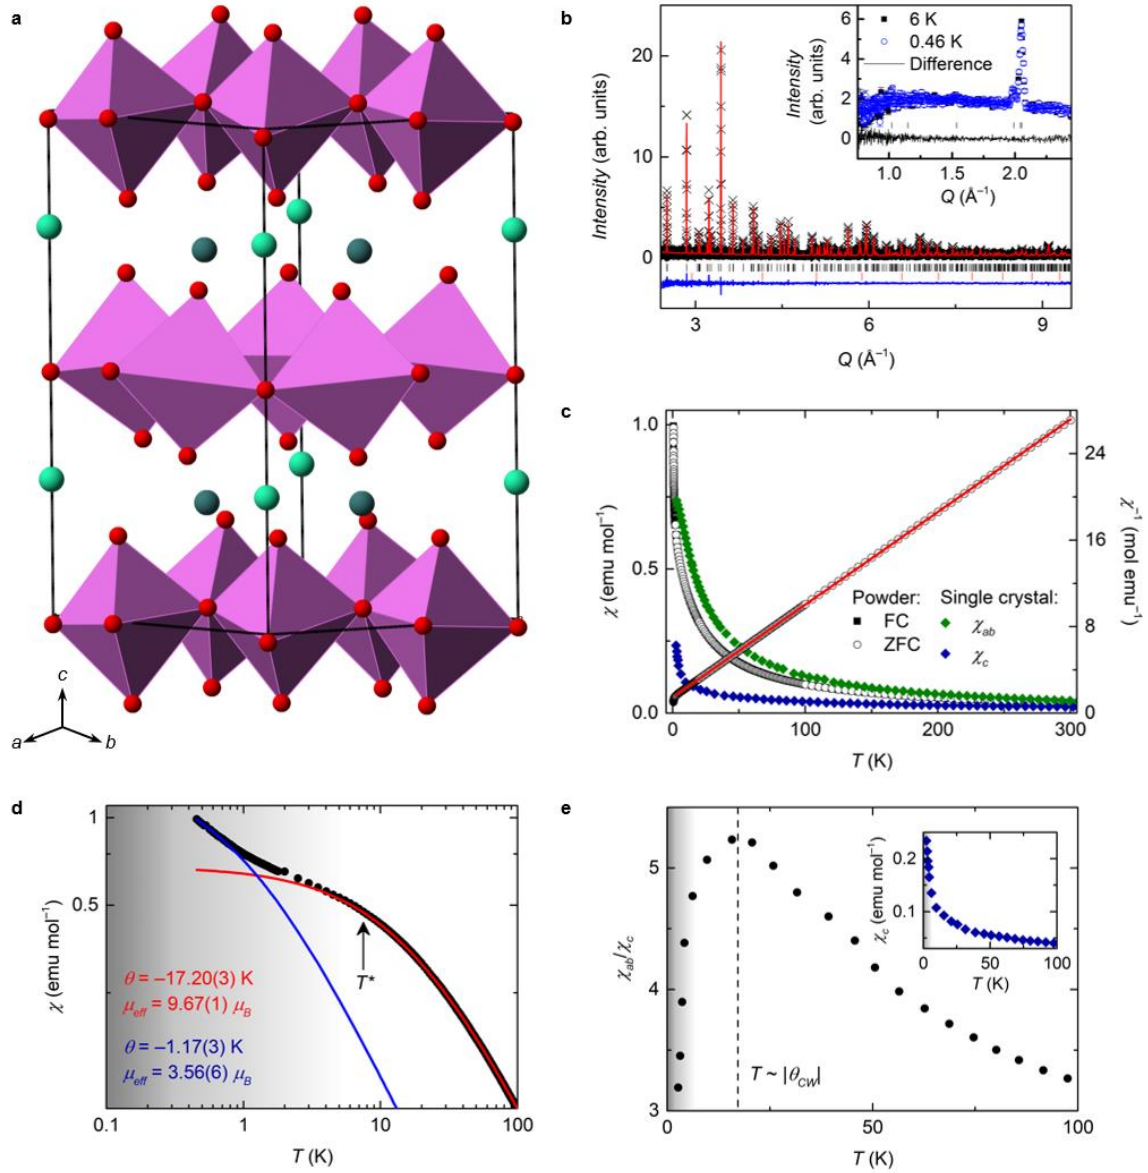 a
c
a
b
b
Intensity (arb. units)
20
10
0
3
6
9
Q (Å⁻¹)
Intensity
(arb. units)
6
4
2
0
6 K
0.46 K
Difference
1.0
1.5
2.0
Q (Å⁻¹)
c
χ (emu mol⁻¹)
1.0
0.5
0.0
0
100
200
300
T (K)
24
16
8
0
χ⁻¹ (mol emu⁻¹)
Powder:
FC
ZFC
Single crystal:
χab
χc
d
χ (emu mol⁻¹)
1
0.5
0.1
1
10
100
T (K)
T*
θ = –17.20(3) K
μeff = 9.67(1) μB
θ = –1.17(3) K
μeff = 3.56(6) μB
e
χab/χc
5
4
3
0
25
50
75
100
T (K)
T ~ |θCW|
χc (emu mol⁻¹)
0.2
0.1
0
50
100
T (K)